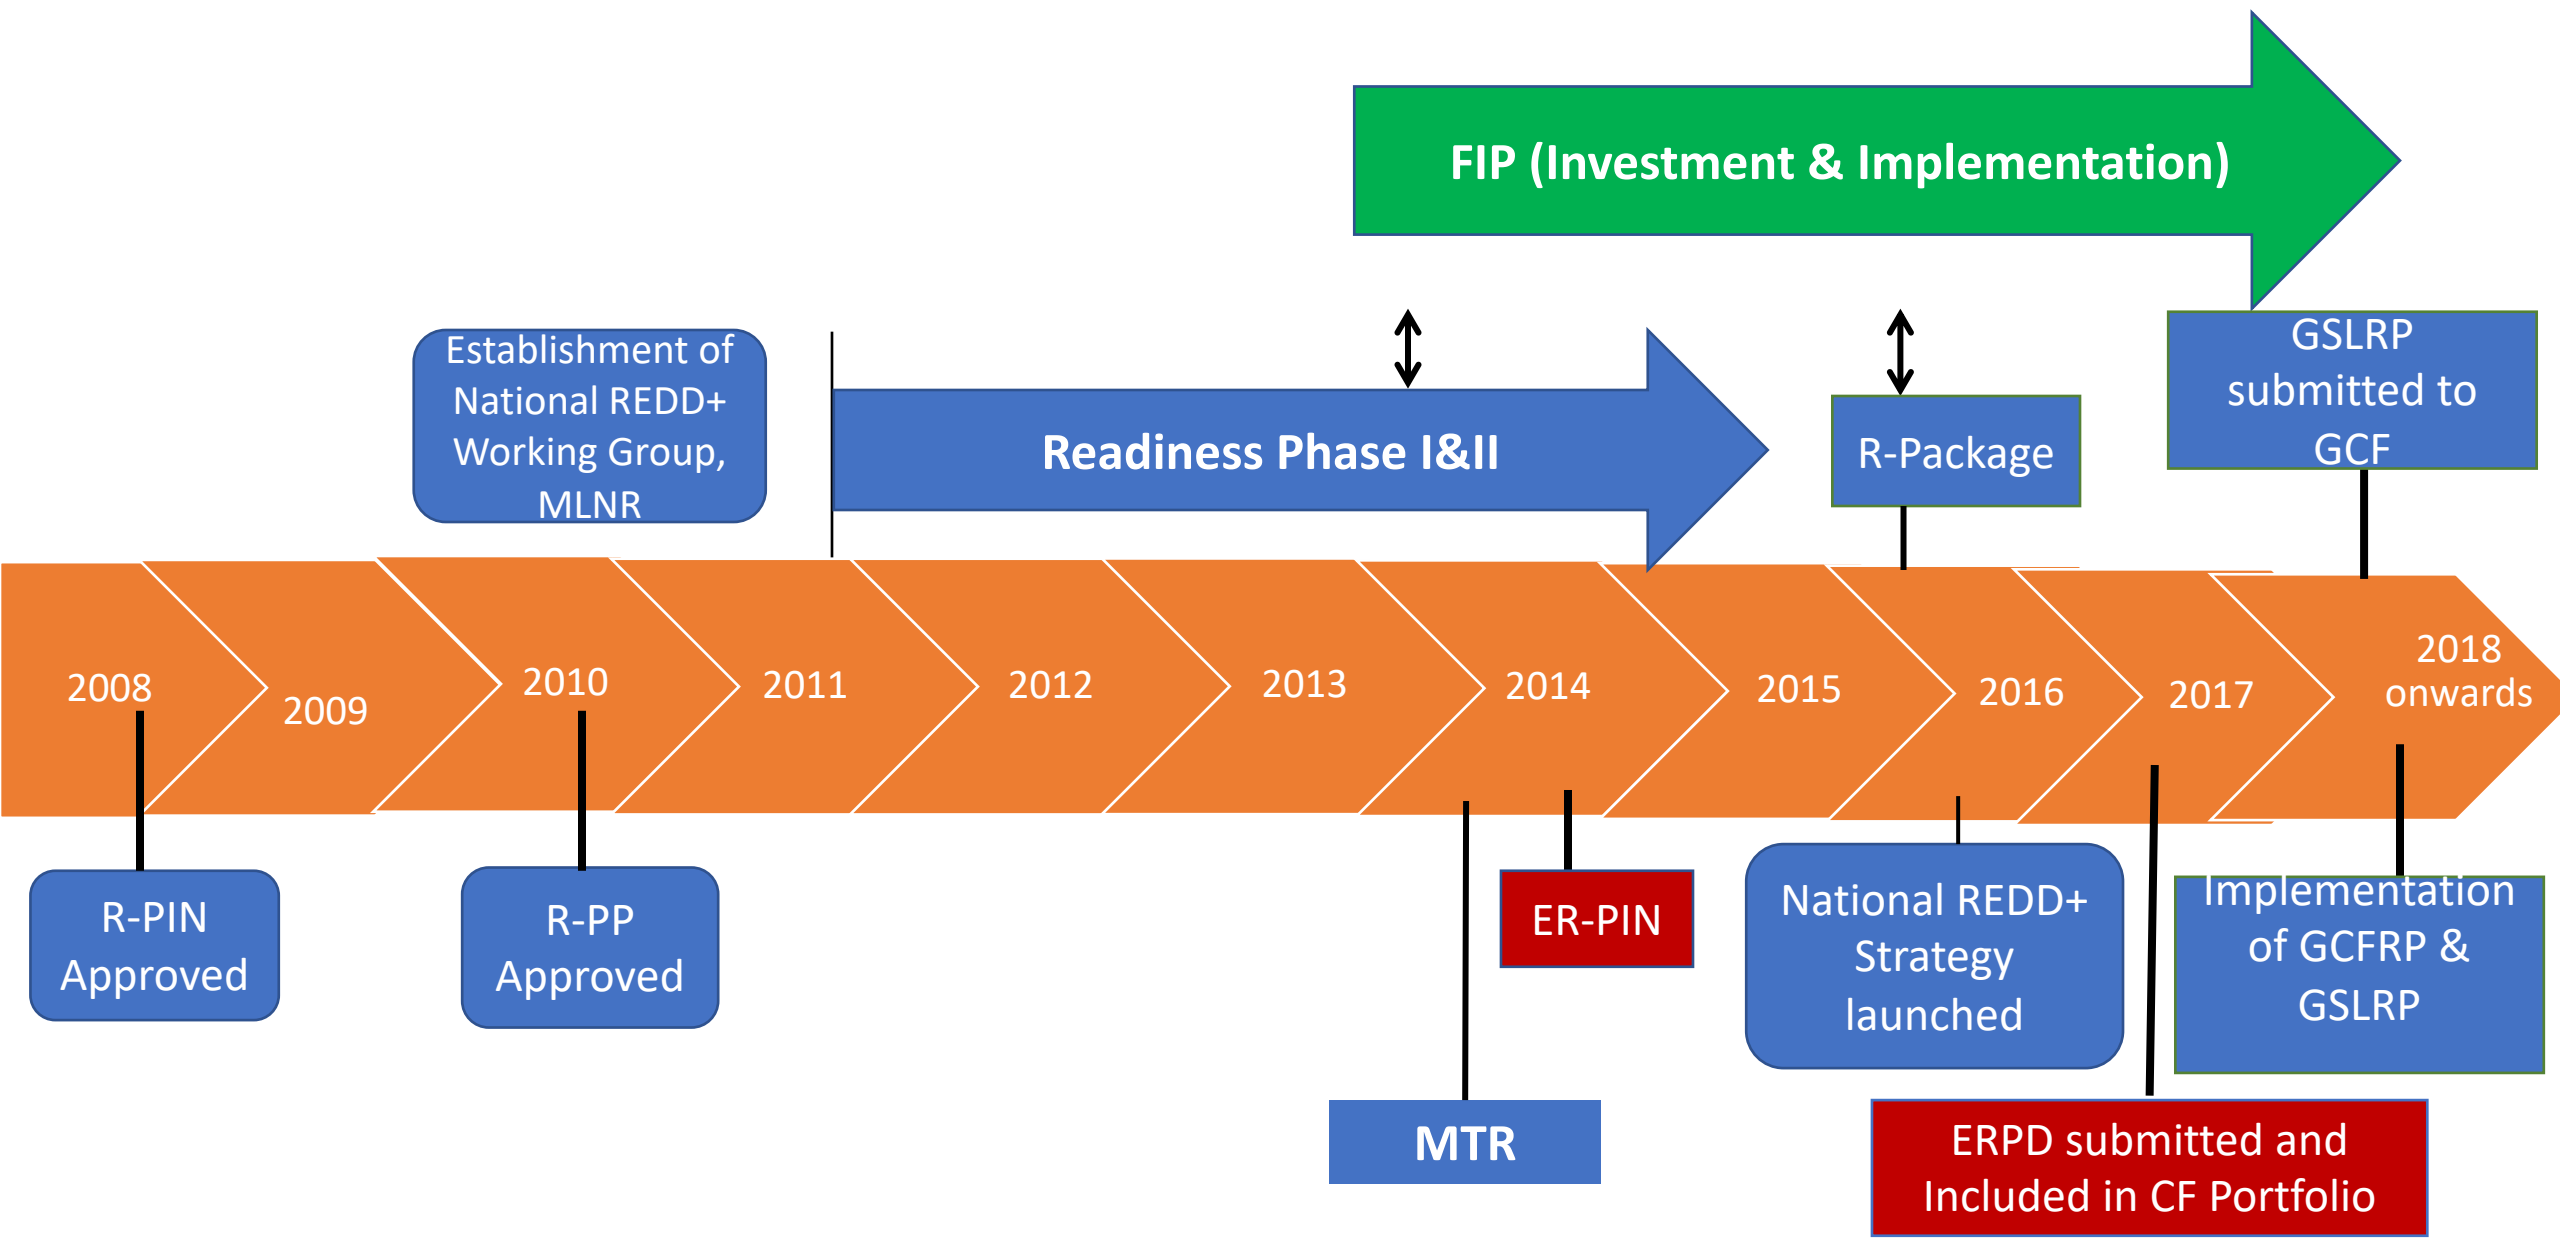 FIP (Investment & Implementation)
Establishment of
National REDD+
Working Group,
MLNR
Readiness Phase I&II
R-Package
GSLRP
submitted to
GCF
2008
2009
2010
2011
2012
2013
2014
2015
2016
2017
2018
onwards
R-PIN
Approved
R-PP
Approved
ER-PIN
National REDD+
Strategy
launched
Implementation
of GCFRP &
GSLRP
MTR
ERPD submitted and
Included in CF Portfolio